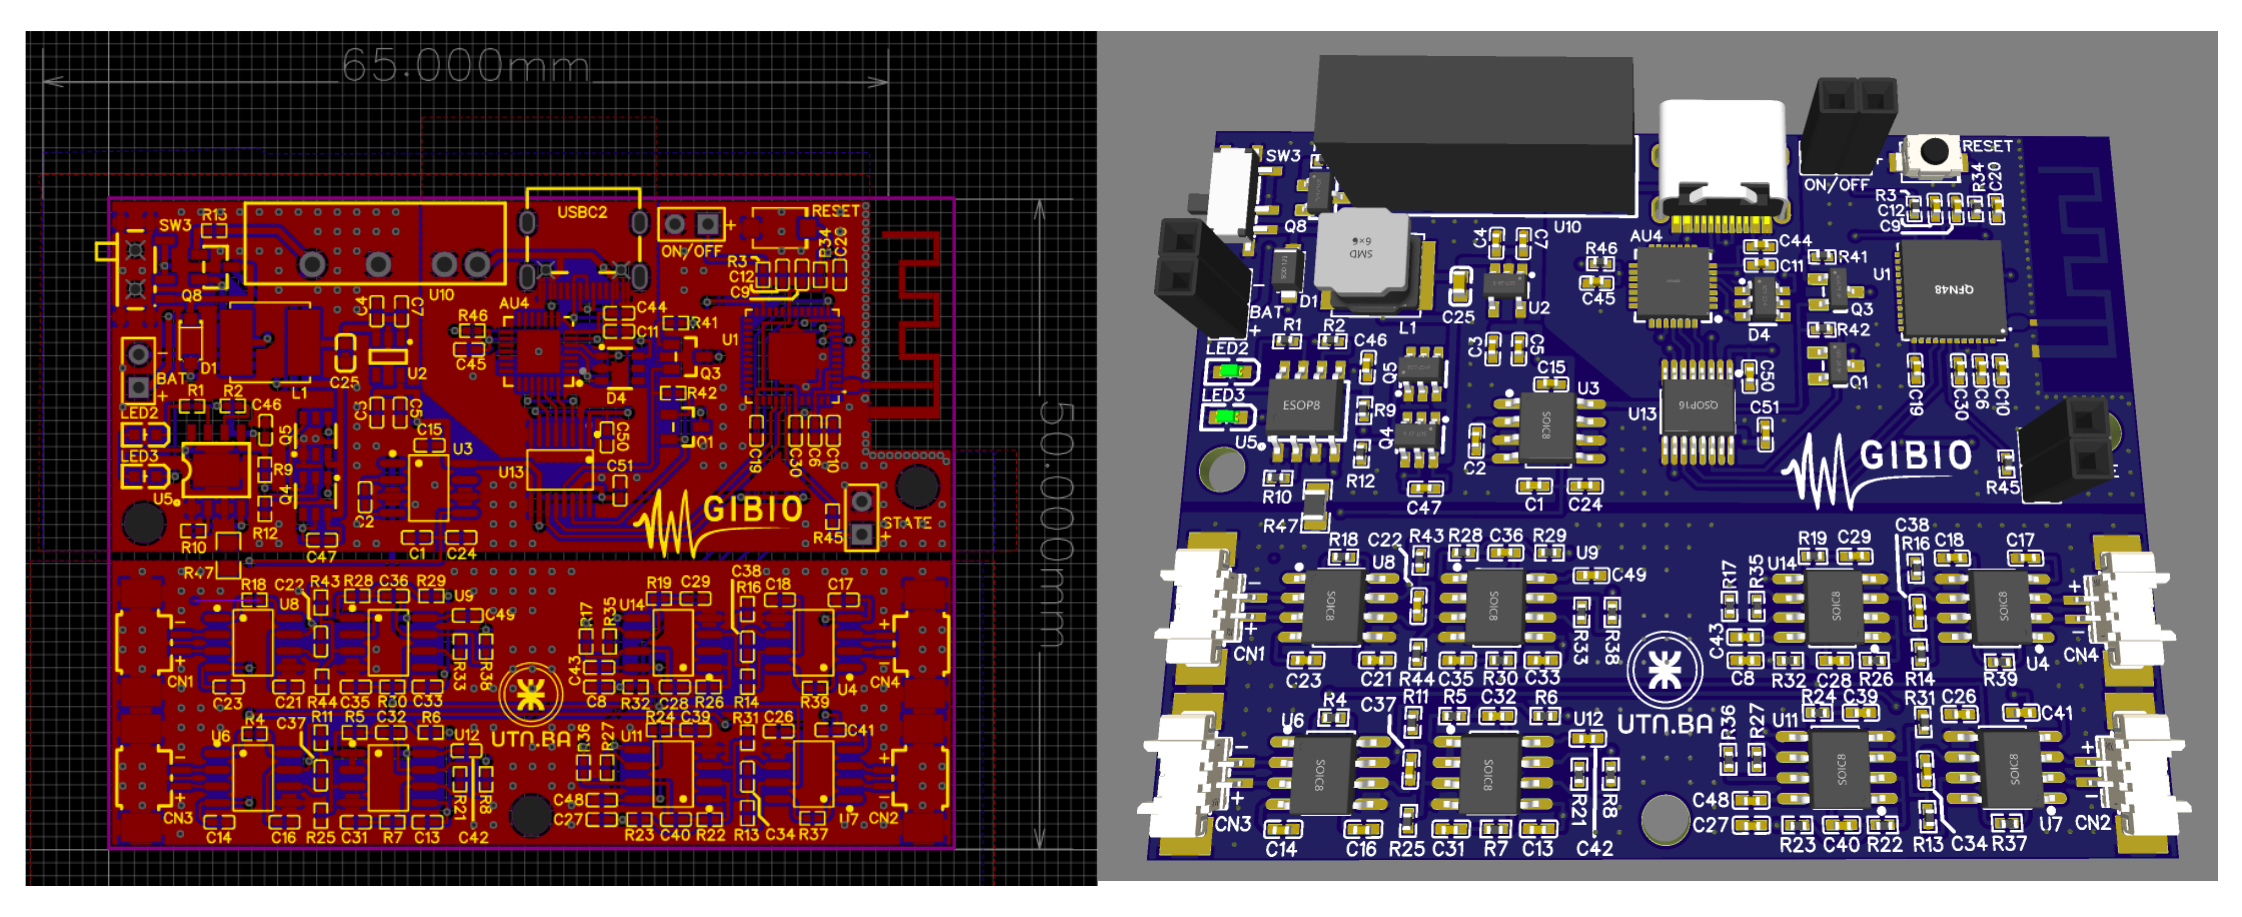 65.000mm
50.000mm
SW3
R15
USBC2
RESET
ON/OFF
+
R34
C20
R3
C12
C9
Q8
U10
C4
C7
AU4
C44
R46
C11
R41
U1
C45
D1
BAT
−
+
L1
C25
U2
D4
Q3
R42
R1
R2
C46
C3
C5
LED2
LED3
Q5
C15
U3
C50
Q1
U13
C19
C30
C6
C10
U5
R9
Q4
C2
C51
R10
R12
C47
C1
C24
GIBIO
R45
STATE
+
R47
R18
C22
R43
R28
C36
R29
U8
U9
C49
R17
R35
U14
R19
C29
C38
R16
C18
C17
−
+
CN1
C23
C21
R44
C35
R30
C33
R33
R38
C43
C8
R32
C28
R26
R14
R39
U4
CN4
+
−
R4
C37
R11
R5
C32
R6
U6
U12
UTN.BA
R36
R27
R24
C39
U11
R31
C26
C41
−
+
CN3
C14
C16
R25
C31
R7
C13
R21
R8
C42
C48
C27
R23
C40
R22
R13
C34
R37
U7
CN2
+
−
SW3
RESET
ON/OFF
R34
C20
R3
C12
C9
Q8
U10
SMD
6×6
C4
C7
AU4
C44
R46
C11
R41
U1
QFN48
C45
D1
BAT
−
+
L1
C25
U2
D4
Q3
R42
R1
R2
C46
C3
C5
LED2
LED3
Q5
C15
U3
C50
Q1
ESOP8
SOIC8
U13
QSOP16
C19
C30
C6
C10
U5
R9
Q4
C2
C51
R10
R12
C47
C1
C24
GIBIO
R45
E
R47
R18
C22
R43
R28
C36
R29
U8
U9
C49
R17
R35
U14
R19
C29
C38
R16
C18
C17
SOIC8
SOIC8
SOIC8
SOIC8
−
+
CN1
C23
C21
R44
C35
R30
C33
R33
R38
C43
C8
R32
C28
R26
R14
R39
U4
CN4
+
−
R4
C37
R11
R5
C32
R6
U6
U12
UTN.BA
R36
R27
R24
C39
U11
R31
C26
C41
SOIC8
SOIC8
SOIC8
SOIC8
−
+
CN3
C14
C16
R25
C31
R7
C13
R21
R8
C42
C48
C27
R23
C40
R22
R13
C34
R37
U7
CN2
+
−